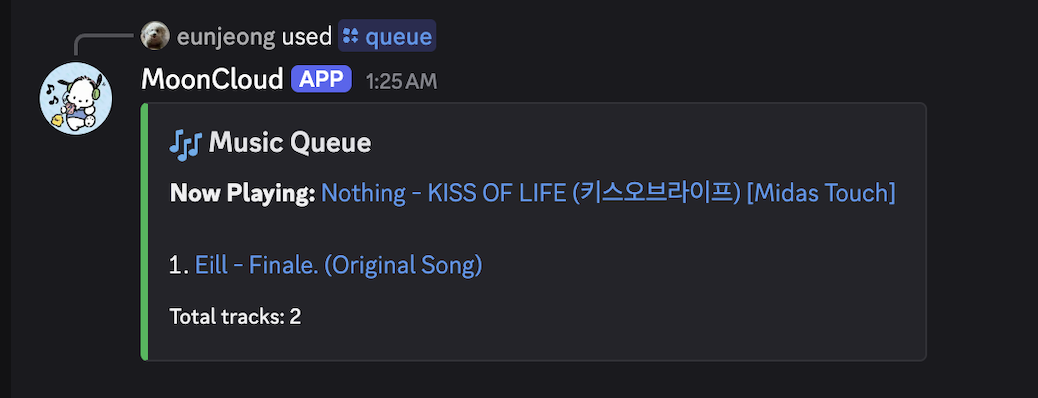 eunjeong used queue
MoonCloud APP 1:25 AM
🎶 Music Queue
Now Playing: Nothing - KISS OF LIFE (키스오브라이프) [Midas Touch]
1. Eill - Finale. (Original Song)
Total tracks: 2